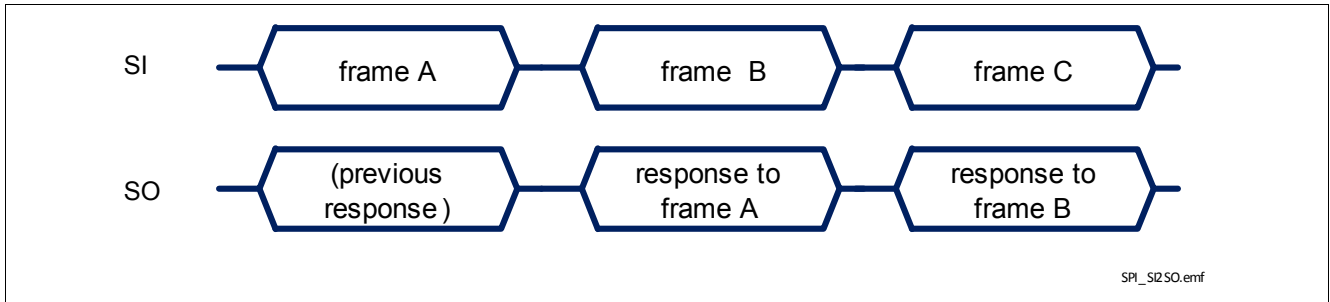 SI
frame A
frame B
frame C
SO
(previous
response)
response to
frame A
response to
frame B
SPI_SI2SO.emf